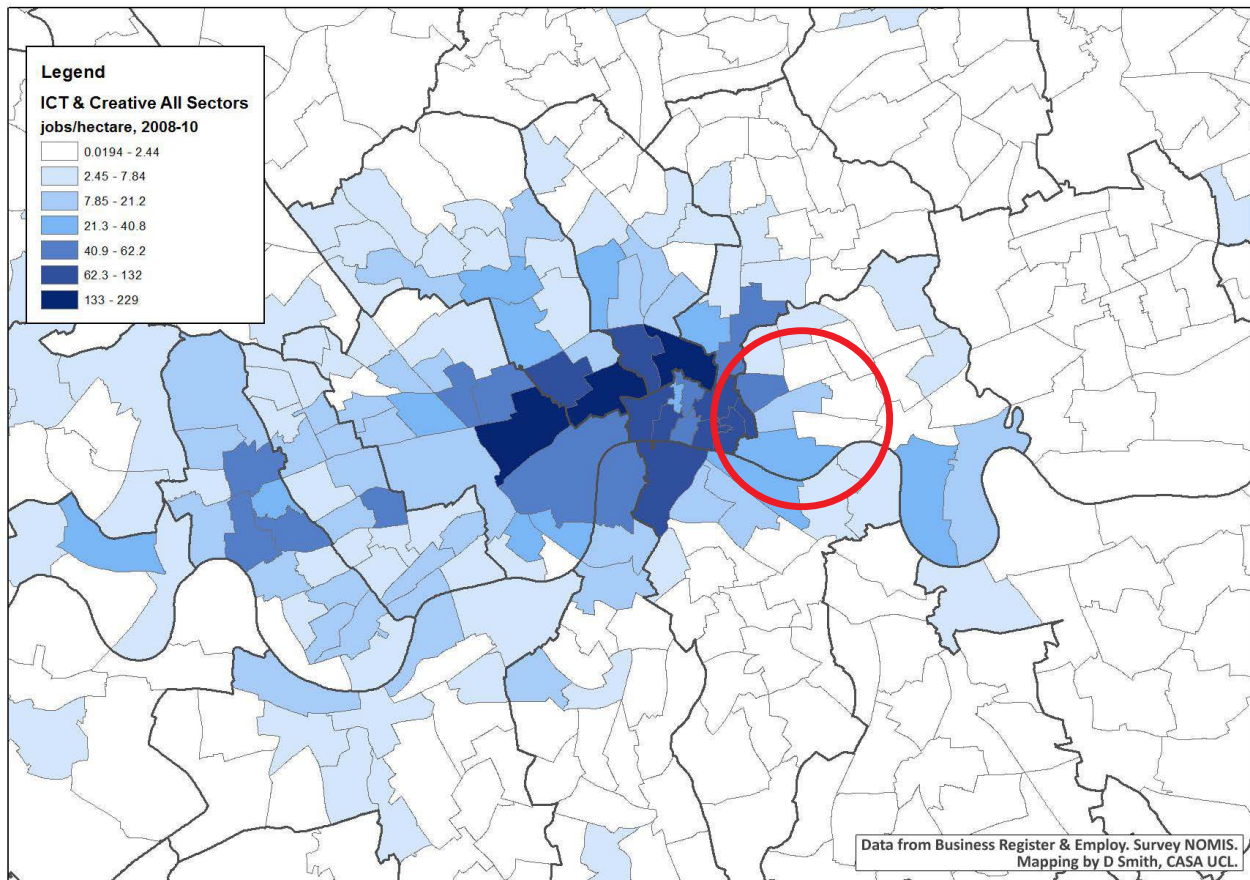 Legend
ICT & Creative All Sectors
jobs/hectare, 2008-10
0.0194 - 2.44
2.45 - 7.84
7.85 - 21.2
21.3 - 40.8
40.9 - 62.2
62.3 - 132
133 - 229
Data from Business Register & Employ. Survey NOMIS.
Mapping by D Smith, CASA UCL.